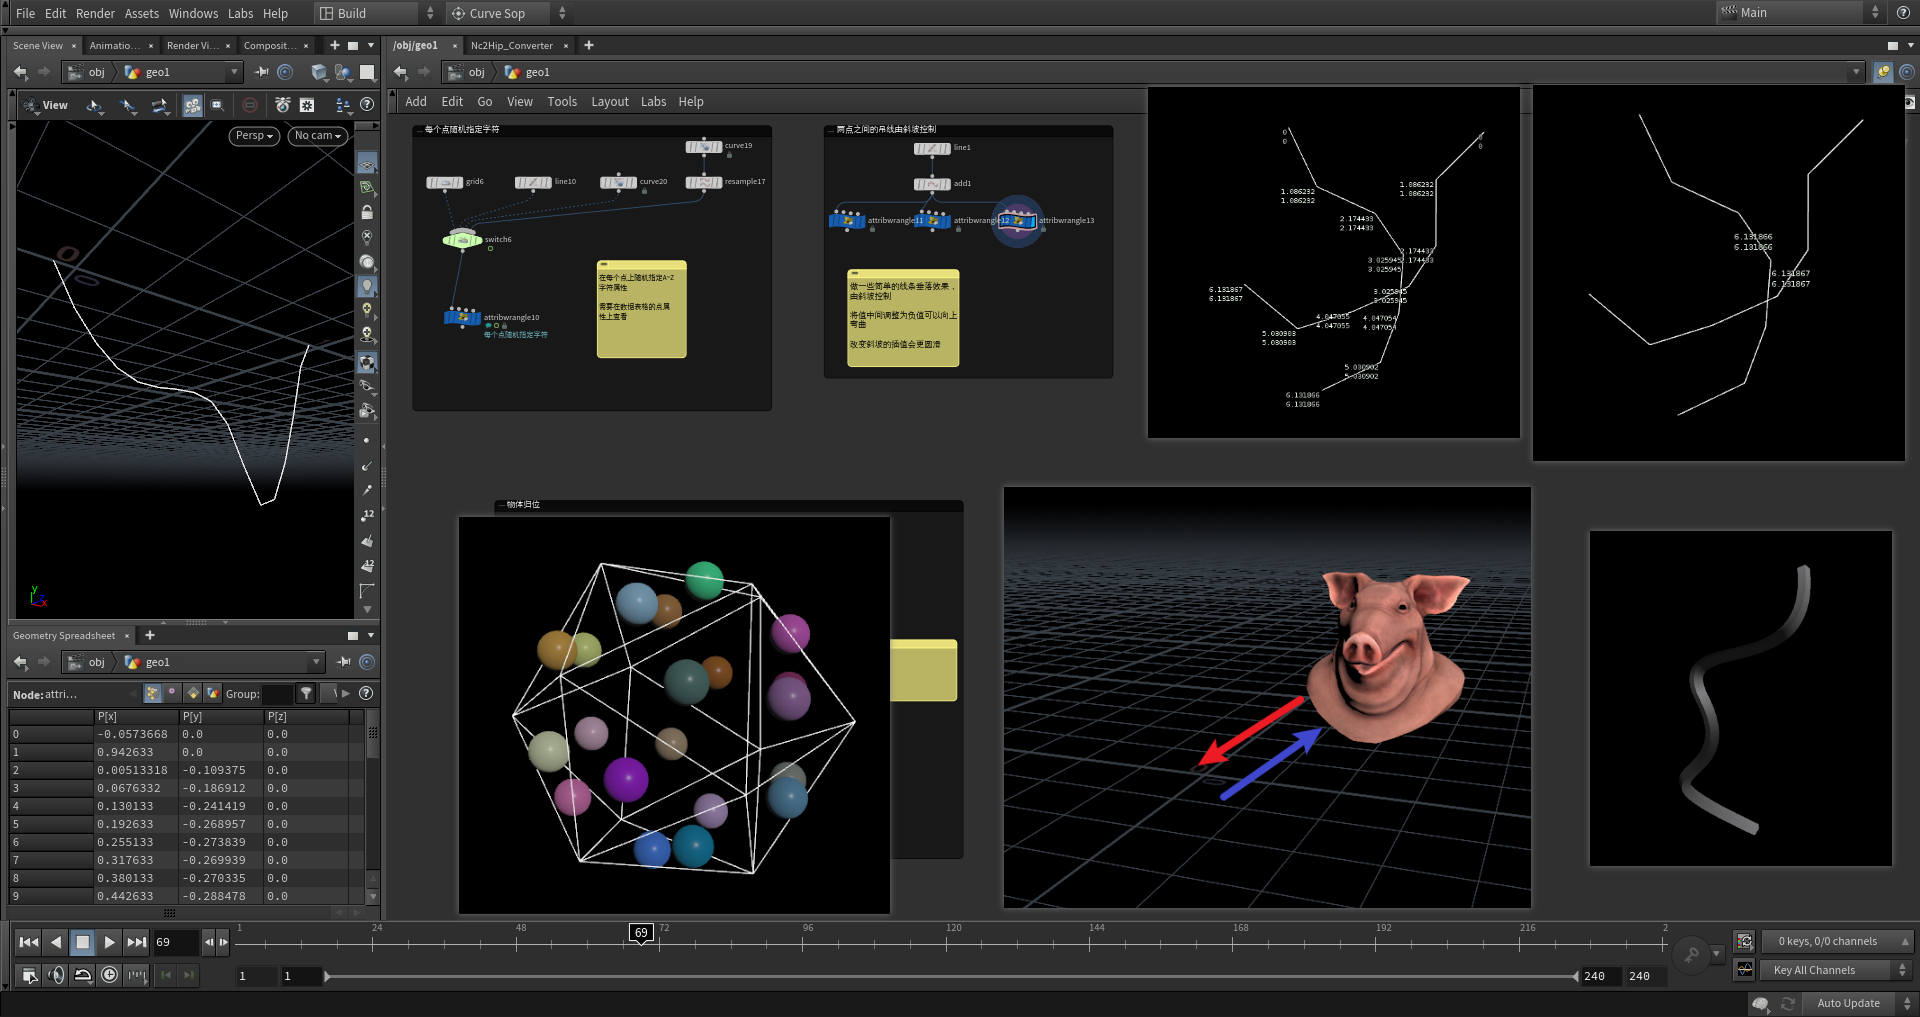 File Edit Render Assets Windows Labs Help
Build
Curve Sop
Main
Scene View
Animatio...
Render Vi...
Composit...
/obj/geo1
Nc2Hip_Converter
obj geo1
obj geo1
View
Add Edit Go View Tools Layout Labs Help
Persp
No cam
每个点随机指定字符
curve19
grid6
line10
curve20
resample17
switch6
attribwrangle10
每个点随机指定字符
在每个点上随机指定A-Z
字符属性
需要在数据表格的点属
性上查看
两点之间的吊线由斜坡控制
line1
add1
attribwrangle11
attribwrangle12
attribwrangle13
做一些简单的线条垂落效果，
由斜坡控制
将值中间调整为负值可以向上
弯曲
改变斜坡的插值会更圆滑
0
0
0
0
1.086232
1.086232
1.086232
1.086232
2.174433
2.174433
2.174433
2.174433
3.025945
3.025945
3.025945
3.025945
6.131867
6.131867
4.047055
4.047055
4.047054
4.047054
5.030903
5.030903
5.030902
5.030902
6.131866
6.131866
6.131866
6.131866
6.131867
6.131867
物体归位
12
12
y
x
Geometry Spreadsheet
obj geo1
Node: attri...
Group:
P[x] P[y] P[z]
0 -0.0573668 0.0 0.0
1 0.942633 0.0 0.0
2 0.00513318 -0.109375 0.0
3 0.0676332 -0.186912 0.0
4 0.130133 -0.241419 0.0
5 0.192633 -0.268957 0.0
6 0.255133 -0.273839 0.0
7 0.317633 -0.269939 0.0
8 0.380133 -0.270335 0.0
9 0.442633 -0.288478 0.0
69
1 24 48 69 72 96 120 144 168 192 216 2
0 keys, 0/0 channels
1 1 240 240
Key All Channels
Auto Update